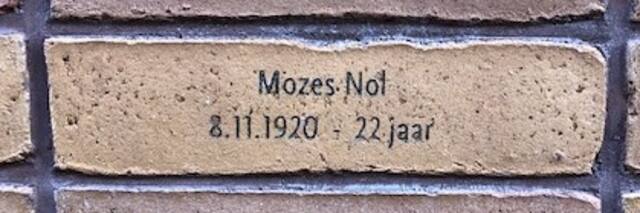 Mozes Nol
8.11.1920 - 22 jaar